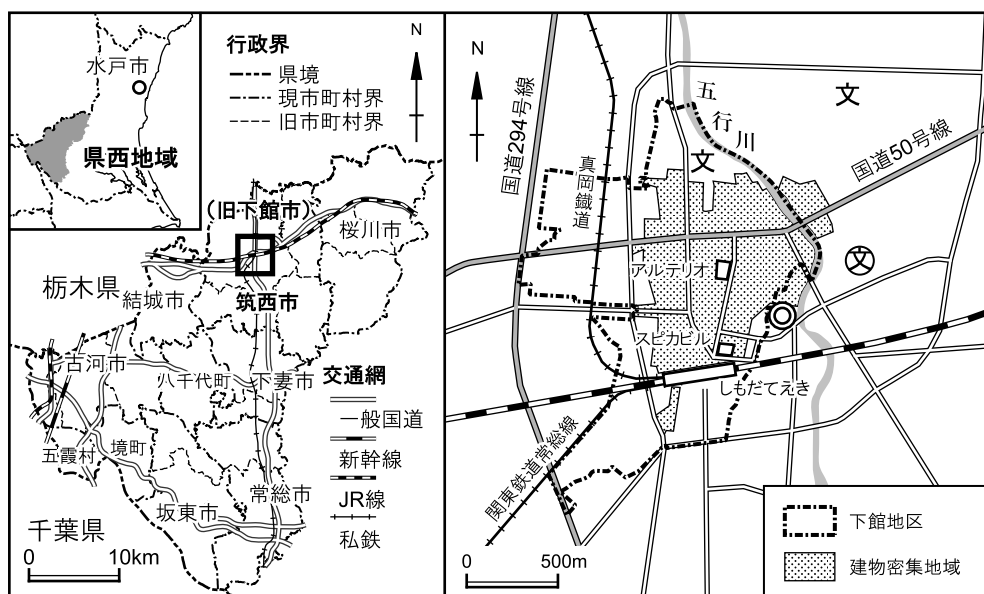 水戸市
県西地域
行政界
県境
現市町村界
旧市町村界
N
(旧下館市)
桜川市
栃木県
結城市
筑西市
古河市
八千代町
下妻市
交通網
一般国道
新幹線
JR線
私鉄
五霞村
境町
常総市
坂東市
千葉県
0 10km
N
国道294号線
真岡鐵道
五行川
文
文
国道50号線
アルテリオ
文
スピカビル
しもだてえき
関東鉄道常総線
0 500m
下館地区
建物密集地域